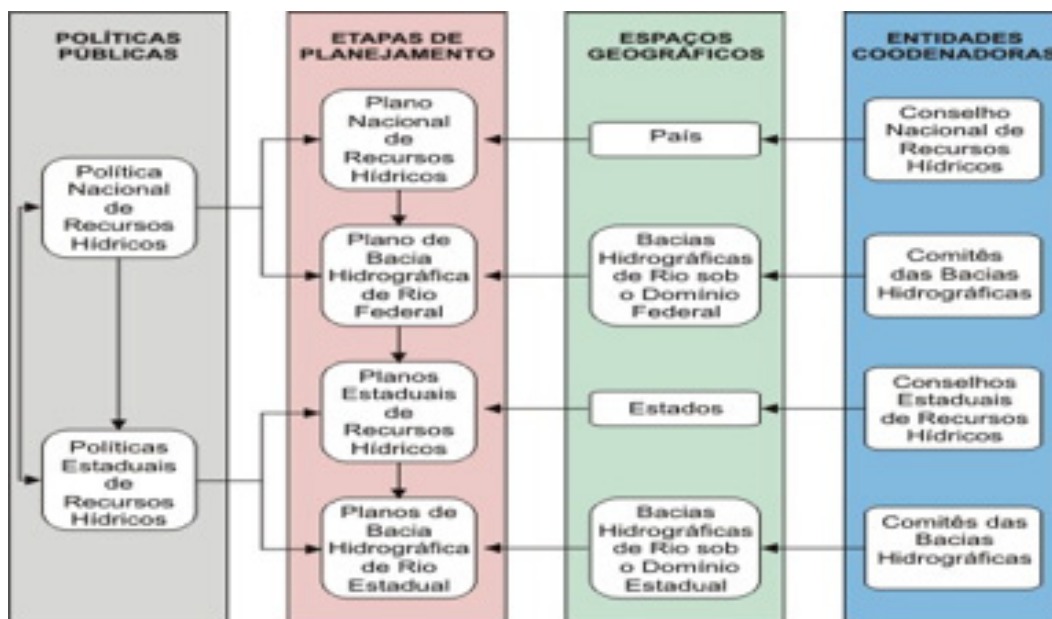 POLÍTICAS
PÚBLICAS
Política
Nacional
de
Recursos
Hídricos
Políticas
Estaduais
de
Recursos
Hídricos
ETAPAS DE
PLANEJAMENTO
Plano
Nacional
de
Recursos
Hídricos
Plano de
Bacia
Hidrográfica
de Rio
Federal
Planos
Estaduais
de
Recursos
Hídricos
Planos de
Bacia
Hidrográfica
de Rio
Estadual
ESPAÇOS
GEOGRÁFICOS
País
Bacias
Hidrográficas
de Rio sob
o Domínio
Federal
Estados
Bacias
Hidrográficas
de Rio sob
o Domínio
Estadual
ENTIDADES
COODENADORAS
Conselho
Nacional de
Recursos
Hídricos
Comitês
das Bacias
Hidrográficas
Conselhos
Estaduais
de Recursos
Hídricos
Comitês das
Bacias
Hidrográficas